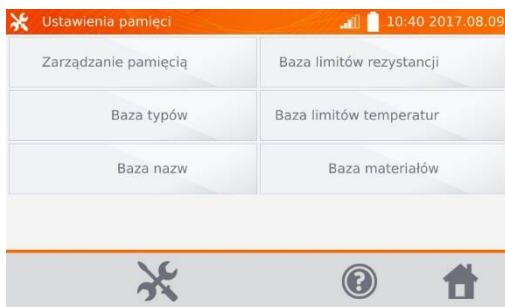 Ustawienia pamięci 10:40 2017.08.09
Zarządzanie pamięcią Baza limitów rezystancji
Baza typów Baza limitów temperatur
Baza nazw Baza materiałów